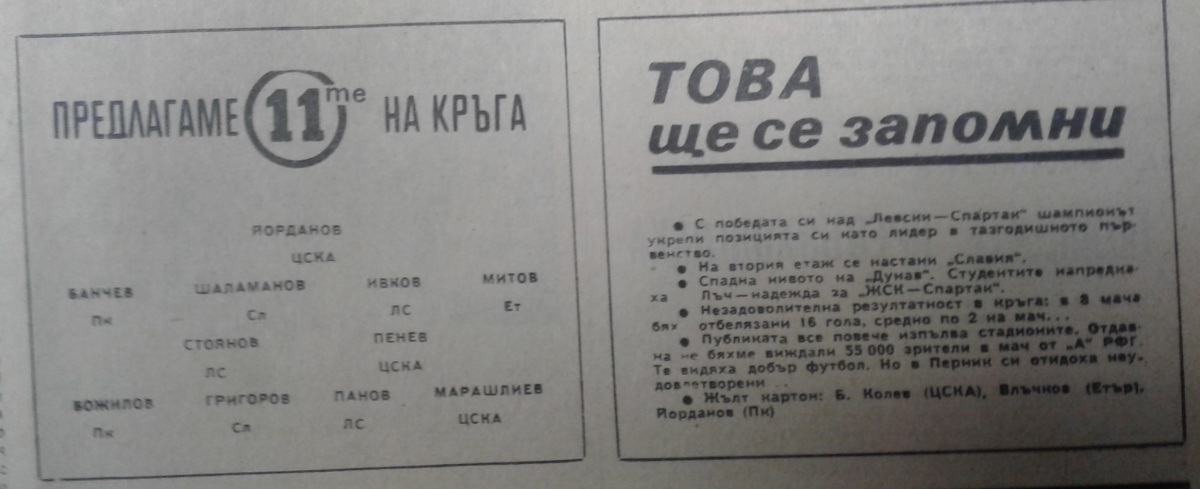 ПРЕДЛАГАМЕ 11те НА КРЪГА
ЙОРДАНОВ
ЦСКА
БАНЧЕВ ШАЛАМАНОВ ИВКОВ МИТОВ
Пк Сл ЛС Ет
СТОЯНОВ ПЕНЕВ
ЛС ЦСКА
БОЖИЛОВ ГРИГОРОВ ПАНОВ МАРАШЛИЕВ
Пк Сл ЛС ЦСКА
ТОВА
ще се запомни
● С победата си над „Левски—Спартак" шампионът
укрепи позицията си като лидер в тазгодишното пър-
венство.
● На втория етаж се настани „Славия".
● Спадна нивото на „Дунав". Студентите напредна-
ха Лъч—надежда за „ЖСК—Спартак".
● Незадоволителна резултатност в кръга: в 8 мача
бях отбелязани 16 гола, средно по 2 на мач...
● Публиката все повече изпълва стадионите. Отдав-
на не бяхме виждали 55 000 зрители в мач от „А" РФГ.
Те видяха добър футбол. Но в Перник си отидоха неу-
довлетворени . .
● Жълт картон: Б. Колев (ЦСКА), Влъчков (Етър),
Йорданов (Пк)